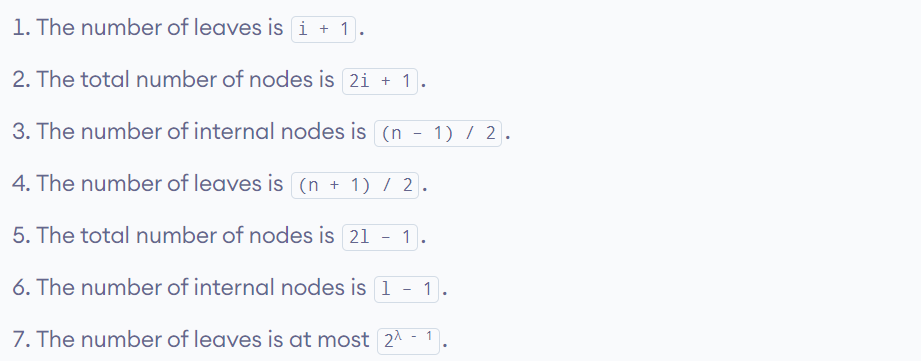 1. The number of leaves is i + 1.
2. The total number of nodes is 2i + 1.
3. The number of internal nodes is (n – 1) / 2.
4. The number of leaves is (n + 1) / 2.
5. The total number of nodes is 2l – 1.
6. The number of internal nodes is l – 1.
7. The number of leaves is at most 2^λ - 1.